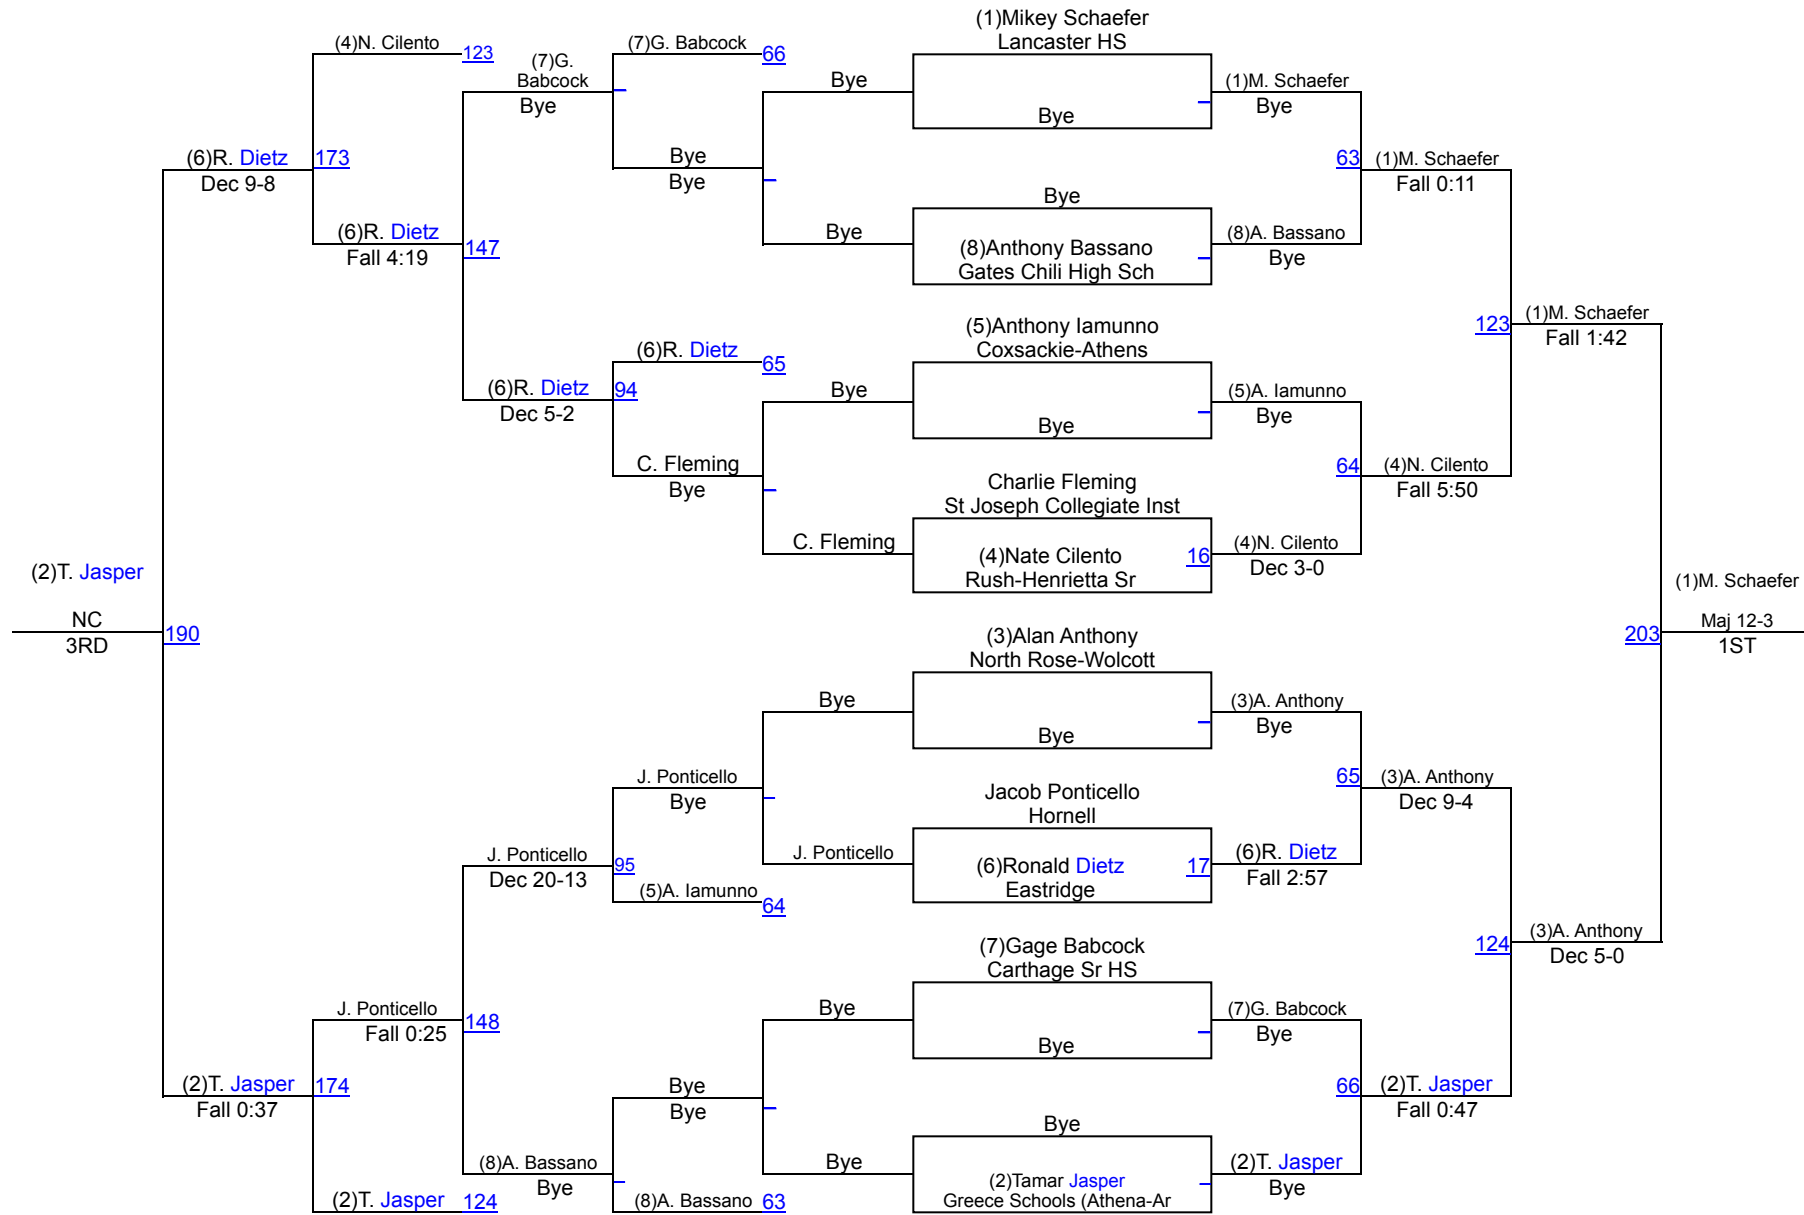 (1)Mikey Schaefer
Lancaster HS
(4)N. Cilento
123
(7)G. Babcock
66
(7)G.
Babcock
Bye
Bye
Bye
(1)M. Schaefer
Bye
(6)R. Dietz
173
Dec 9-8
Bye
Bye
63
(1)M. Schaefer
Fall 0:11
Bye
(6)R. Dietz
147
Fall 4:19
Bye
(8)Anthony Bassano
Gates Chili High Sch
(8)A. Bassano
Bye
(5)Anthony Iamunno
Coxsackie-Athens
123
(1)M. Schaefer
Fall 1:42
(6)R. Dietz
65
(6)R. Dietz
94
Dec 5-2
Bye
Bye
(5)A. Iamunno
Bye
C. Fleming
Bye
64
(4)N. Cilento
Fall 5:50
Charlie Fleming
St Joseph Collegiate Inst
C. Fleming
(4)Nate Cilento
Rush-Henrietta Sr
16
(4)N. Cilento
Dec 3-0
(2)T. Jasper
NC
3RD
190
(1)M. Schaefer
203
Maj 12-3
1ST
(3)Alan Anthony
North Rose-Wolcott
Bye
Bye
(3)A. Anthony
Bye
J. Ponticello
Bye
65
(3)A. Anthony
Dec 9-4
Jacob Ponticello
Hornell
J. Ponticello
Dec 20-13
95
J. Ponticello
(6)Ronald Dietz
Eastridge
17
(6)R. Dietz
Fall 2:57
(5)A. Iamunno
64
(7)Gage Babcock
Carthage Sr HS
124
(3)A. Anthony
Dec 5-0
J. Ponticello
148
Fall 0:25
Bye
Bye
(7)G. Babcock
Bye
(2)T. Jasper
174
Fall 0:37
Bye
Bye
66
(2)T. Jasper
Fall 0:47
Bye
(8)A. Bassano
Bye
Bye
(2)Tamar Jasper
Greece Schools (Athena-Ar
(2)T. Jasper
Bye
(2)T. Jasper
124
(8)A. Bassano
63